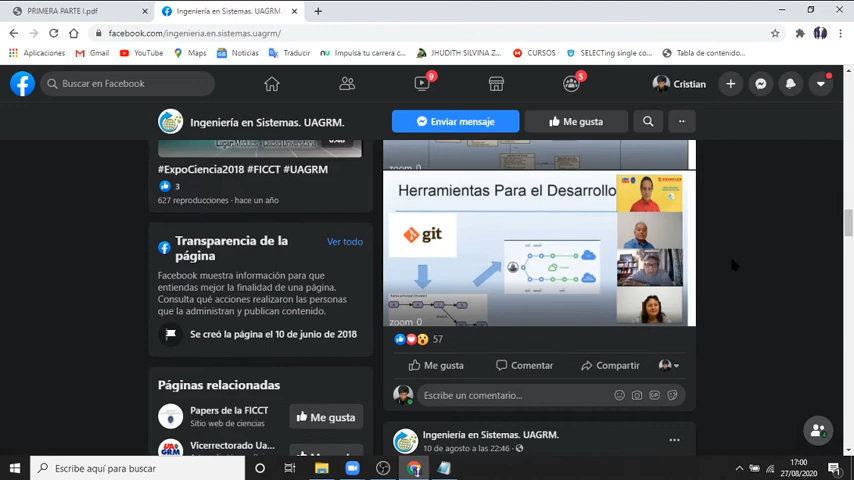 PRIMERA PARTE I.pdf
Ingeniería en Sistemas. UAGRM.
facebook.com/ingenieria.en.sistemas.uagrm/
Aplicaciones
Gmail
YouTube
Maps
Noticias
Traducir
Impulsa tu carrera c...
JHUDITH SILVINA Z...
CURSOS
SELECTing single co...
Tabla de contenido...
Buscar en Facebook
9
5
Cristian
Ingeniería en Sistemas. UAGRM.
Enviar mensaje
Me gusta
#ExpoCiencia2018 #FICCT #UAGRM
3
627 reproducciones · hace un año
Transparencia de la
página
Ver todo
Facebook muestra información para que
entiendas mejor la finalidad de una página.
Consulta qué acciones realizaron las personas
que la administran y publican contenido.
Se creó la página el 10 de junio de 2018
Páginas relacionadas
Papers de la FICCT
Sitio web de ciencias
Me gusta
Vicerrectorado Ua...
zoom 0
Herramientas Para el Desarrollo
git
zoom 0
57
Me gusta
Comentar
Compartir
Escribe un comentario...
GIF
Ingeniería en Sistemas. UAGRM.
10 de agosto a las 22:46
Escribe aquí para buscar
17:00
27/08/2020
1